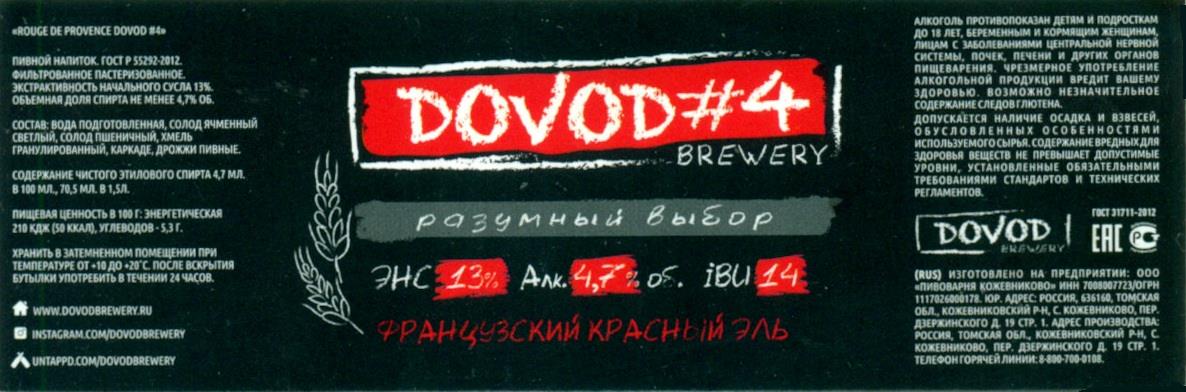 «ROUGE DE PROVENCE DOVOD #4»
ПИВНОЙ НАПИТОК. ГОСТ Р 55292-2012.
ФИЛЬТРОВАННОЕ ПАСТЕРИЗОВАННОЕ.
ЭКСТРАКТИВНОСТЬ НАЧАЛЬНОГО СУСЛА 13%.
ОБЪЕМНАЯ ДОЛЯ СПИРТА НЕ МЕНЕЕ 4,7% ОБ.
СОСТАВ: ВОДА ПОДГОТОВЛЕННАЯ, СОЛОД ЯЧМЕННЫЙ
СВЕТЛЫЙ, СОЛОД ПШЕНИЧНЫЙ, ХМЕЛЬ
ГРАНУЛИРОВАННЫЙ, КАРКАДЕ, ДРОЖЖИ ПИВНЫЕ.
СОДЕРЖАНИЕ ЧИСТОГО ЭТИЛОВОГО СПИРТА 4,7 МЛ.
В 100 МЛ., 70,5 МЛ. В 1,5Л.
ПИЩЕВАЯ ЦЕННОСТЬ В 100 Г: ЭНЕРГЕТИЧЕСКАЯ
210 КДЖ (50 ККАЛ), УГЛЕВОДОВ - 5,3 Г.
ХРАНИТЬ В ЗАТЕМНЕННОМ ПОМЕЩЕНИИ ПРИ
ТЕМПЕРАТУРЕ ОТ +10 ДО +20°С. ПОСЛЕ ВСКРЫТИЯ
БУТЫЛКИ УПОТРЕБИТЬ В ТЕЧЕНИИ 24 ЧАСОВ.
WWW.DOVODBREWERY.RU
INSTAGRAM.COM/DOVODBREWERY
UNTAPPD.COM/DOVODBREWERY
DOVOD#4
BREWERY
разумный выбор
ЭНС 13% Алк. 4,7% об. iBU 14
ФРАНЦУЗСКИЙ КРАСНЫЙ ЭЛЬ
АЛКОГОЛЬ ПРОТИВОПОКАЗАН ДЕТЯМ И ПОДРОСТКАМ
ДО 18 ЛЕТ, БЕРЕМЕННЫМ И КОРМЯЩИМ ЖЕНЩИНАМ,
ЛИЦАМ С ЗАБОЛЕВАНИЯМИ ЦЕНТРАЛЬНОЙ НЕРВНОЙ
СИСТЕМЫ, ПОЧЕК, ПЕЧЕНИ И ДРУГИХ ОРГАНОВ
ПИЩЕВАРЕНИЯ. ЧРЕЗМЕРНОЕ УПОТРЕБЛЕНИЕ
АЛКОГОЛЬНОЙ ПРОДУКЦИИ ВРЕДИТ ВАШЕМУ
ЗДОРОВЬЮ. ВОЗМОЖНО НЕЗНАЧИТЕЛЬНОЕ
СОДЕРЖАНИЕ СЛЕДОВ ГЛЮТЕНА.
ДОПУСКАЕТСЯ НАЛИЧИЕ ОСАДКА И ВЗВЕСЕЙ,
ОБУСЛОВЛЕННЫХ ОСОБЕННОСТЯМИ
ИСПОЛЬЗУЕМОГО СЫРЬЯ. СОДЕРЖАНИЕ ВРЕДНЫХ ДЛЯ
ЗДОРОВЬЯ ВЕЩЕСТВ НЕ ПРЕВЫШАЕТ ДОПУСТИМЫЕ
УРОВНИ, УСТАНОВЛЕННЫЕ ОБЯЗАТЕЛЬНЫМИ
ТРЕБОВАНИЯМИ СТАНДАРТОВ И ТЕХНИЧЕСКИХ
РЕГЛАМЕНТОВ.
DOVOD
BREWERY
ГОСТ 31711-2012
ЕАС РС
(RUS) ИЗГОТОВЛЕНО НА ПРЕДПРИЯТИИ: ООО
«ПИВОВАРНЯ КОЖЕВНИКОВО» ИНН 7008007723/ОГРН
1117026000178. ЮР. АДРЕС: РОССИЯ, 636160, ТОМСКАЯ
ОБЛ., КОЖЕВНИКОВСКИЙ Р-Н, С. КОЖЕВНИКОВО, ПЕР.
ДЗЕРЖИНСКОГО Д. 19 СТР. 1. АДРЕС ПРОИЗВОДСТВА:
РОССИЯ, ТОМСКАЯ ОБЛ., КОЖЕВНИКОВСКИЙ Р-Н, С.
КОЖЕВНИКОВО, ПЕР. ДЗЕРЖИНСКОГО Д. 19 СТР. 1.
ТЕЛЕФОН ГОРЯЧЕЙ ЛИНИИ: 8-800-700-0108.